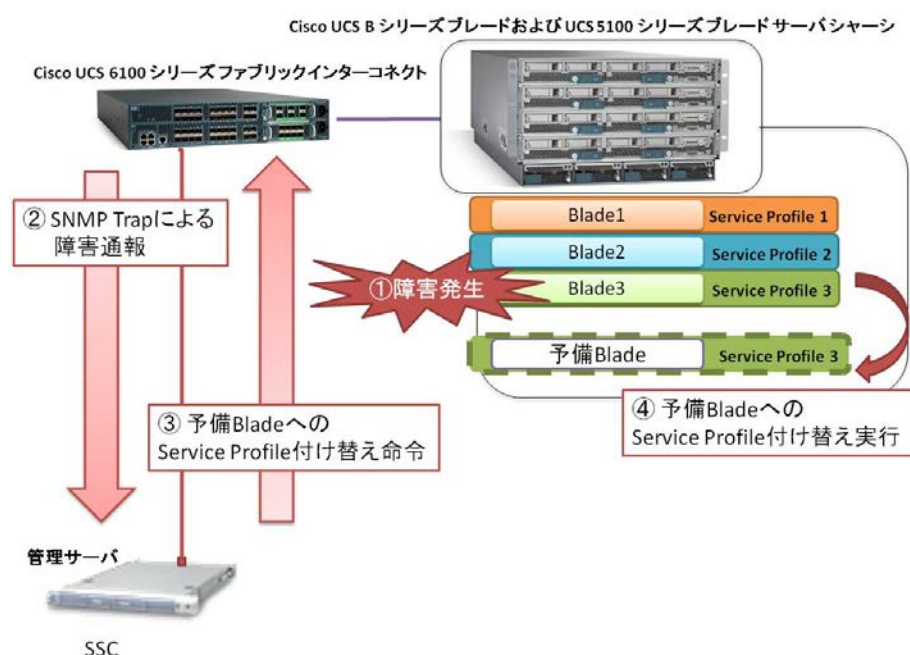 Cisco UCS B シリーズブレードおよび UCS 5100 シリーズブレード サーバシャーシ
Cisco UCS 6100 シリーズファブリックインターコネクト
② SNMP Trapによる
障害通報
Blade1
Service Profile 1
Blade2
Service Profile 2
①障害発生
Blade3
Service Profile 3
予備Blade
Service Profile 3
③ 予備Bladeへの
Service Profile付け替え命令
④ 予備Bladeへの
Service Profile付け替え実行
管理サーバ
SSC